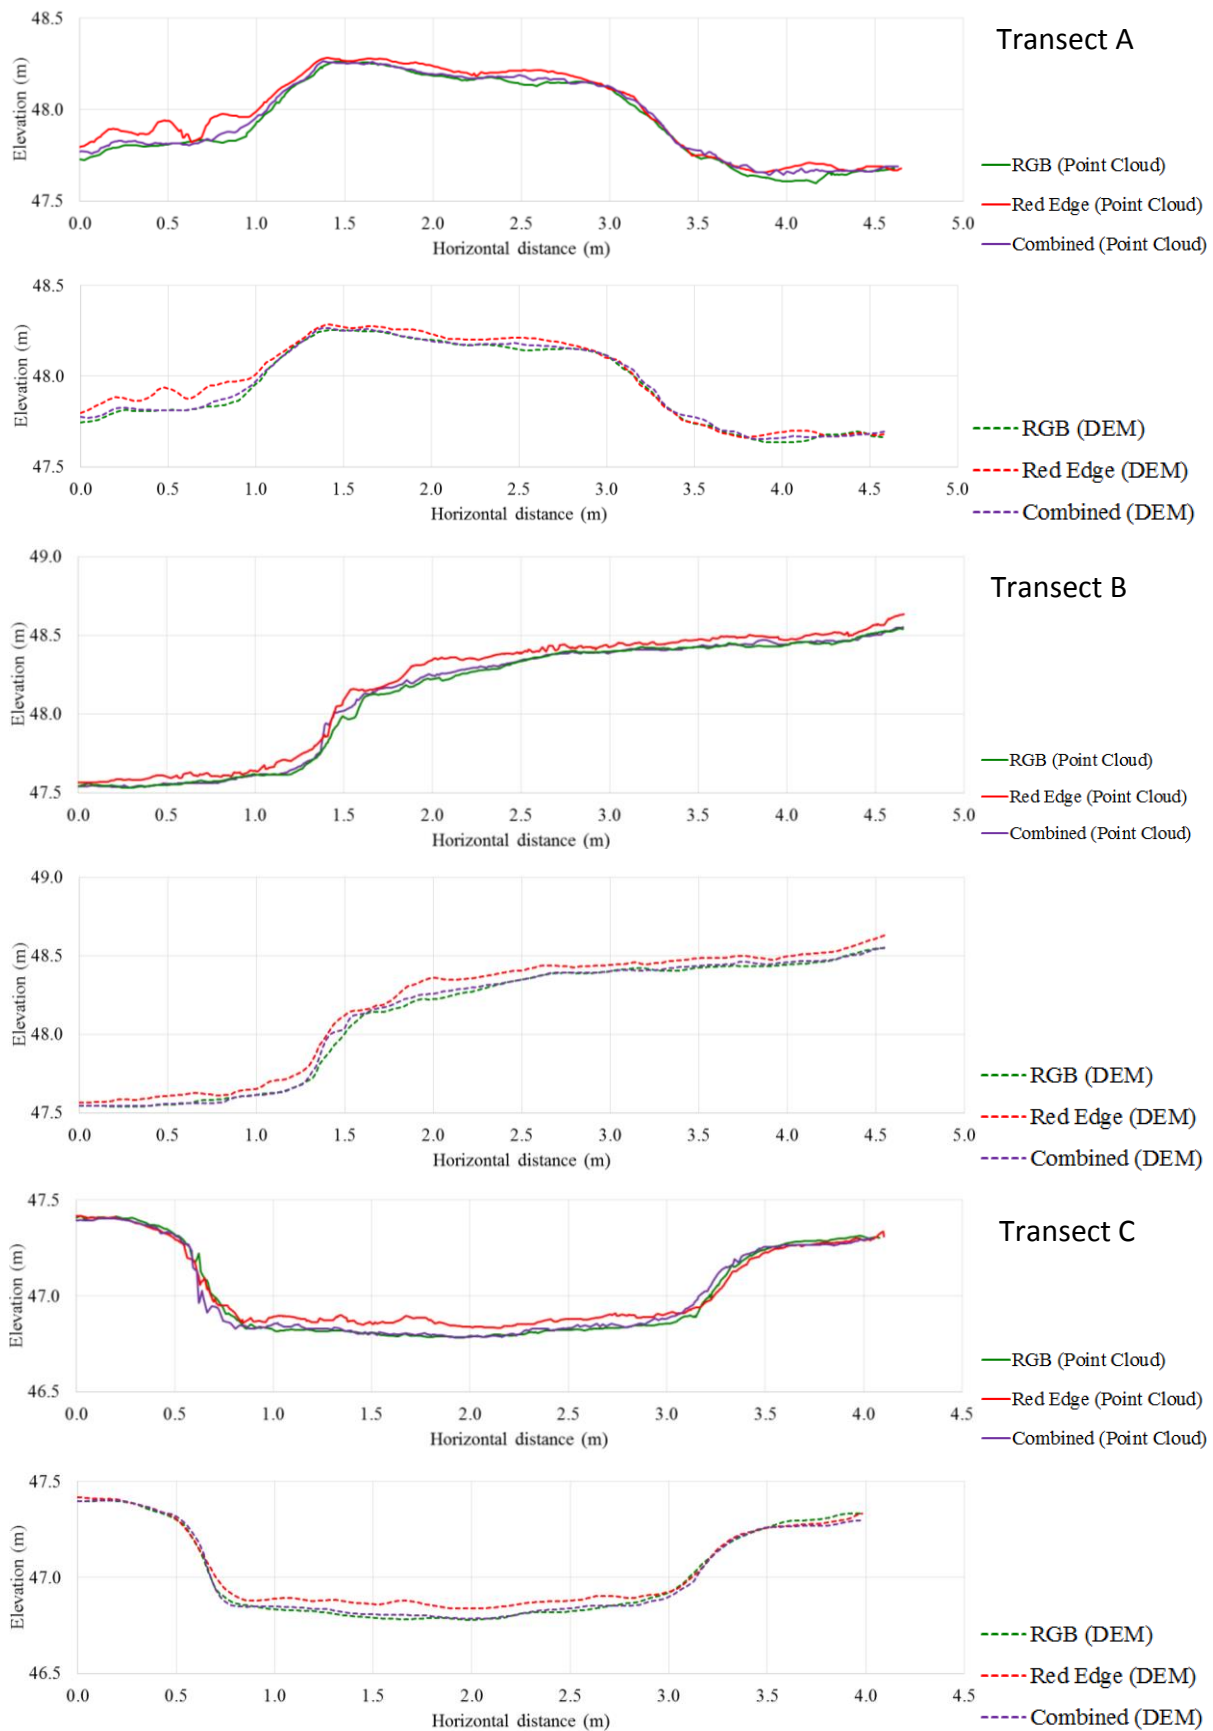 Transect A
Elevation (m)
48.5
48.0
47.5
0.0 0.5 1.0 1.5 2.0 2.5 3.0 3.5 4.0 4.5 5.0
Horizontal distance (m)
RGB (Point Cloud)
Red Edge (Point Cloud)
Combined (Point Cloud)
Elevation (m)
48.5
48.0
47.5
0.0 0.5 1.0 1.5 2.0 2.5 3.0 3.5 4.0 4.5 5.0
Horizontal distance (m)
RGB (DEM)
Red Edge (DEM)
Combined (DEM)
Transect B
Elevation (m)
49.0
48.5
48.0
47.5
0.0 0.5 1.0 1.5 2.0 2.5 3.0 3.5 4.0 4.5 5.0
Horizontal distance (m)
RGB (Point Cloud)
Red Edge (Point Cloud)
Combined (Point Cloud)
Elevation (m)
49.0
48.5
48.0
47.5
0.0 0.5 1.0 1.5 2.0 2.5 3.0 3.5 4.0 4.5 5.0
Horizontal distance (m)
RGB (DEM)
Red Edge (DEM)
Combined (DEM)
Transect C
Elevation (m)
47.5
47.0
46.5
0.0 0.5 1.0 1.5 2.0 2.5 3.0 3.5 4.0 4.5
Horizontal distance (m)
RGB (Point Cloud)
Red Edge (Point Cloud)
Combined (Point Cloud)
Elevation (m)
47.5
47.0
46.5
0.0 0.5 1.0 1.5 2.0 2.5 3.0 3.5 4.0 4.5
Horizontal distance (m)
RGB (DEM)
Red Edge (DEM)
Combined (DEM)